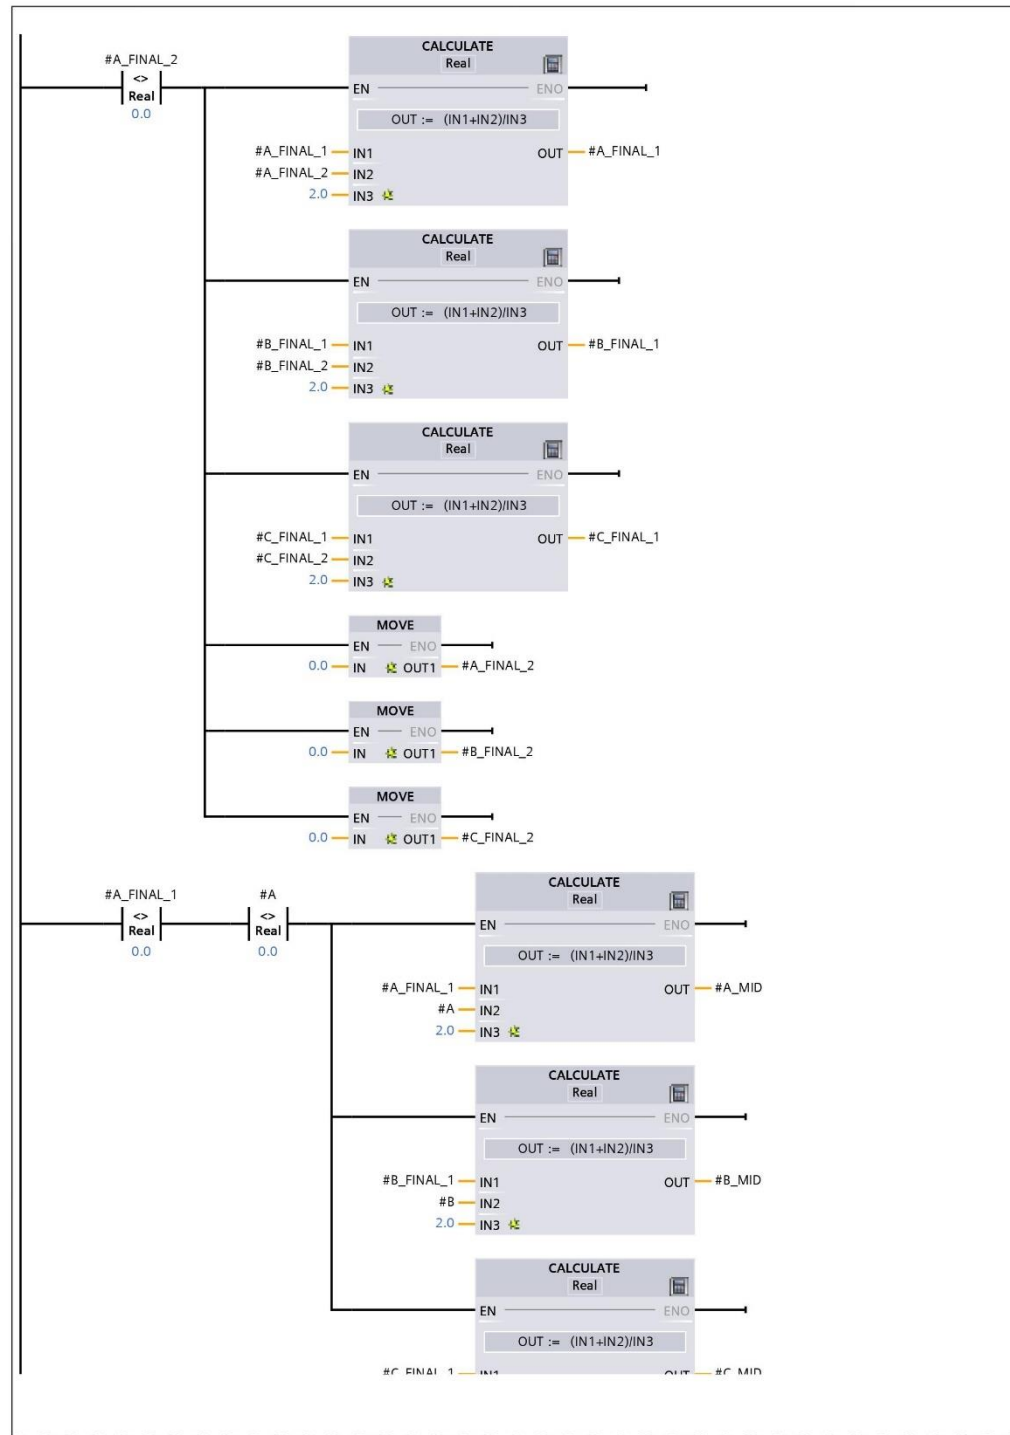 #A_FINAL_2
<>
Real
0.0
CALCULATE
Real
EN ENO
OUT := (IN1+IN2)/IN3
#A_FINAL_1 IN1 OUT #A_FINAL_1
#A_FINAL_2 IN2
2.0 IN3
CALCULATE
Real
EN ENO
OUT := (IN1+IN2)/IN3
#B_FINAL_1 IN1 OUT #B_FINAL_1
#B_FINAL_2 IN2
2.0 IN3
CALCULATE
Real
EN ENO
OUT := (IN1+IN2)/IN3
#C_FINAL_1 IN1 OUT #C_FINAL_1
#C_FINAL_2 IN2
2.0 IN3
MOVE
EN ENO
0.0 IN OUT1 #A_FINAL_2
MOVE
EN ENO
0.0 IN OUT1 #B_FINAL_2
MOVE
EN ENO
0.0 IN OUT1 #C_FINAL_2
#A_FINAL_1 #A
<> <>
Real Real
0.0 0.0
CALCULATE
Real
EN ENO
OUT := (IN1+IN2)/IN3
#A_FINAL_1 IN1 OUT #A_MID
#A IN2
2.0 IN3
CALCULATE
Real
EN ENO
OUT := (IN1+IN2)/IN3
#B_FINAL_1 IN1 OUT #B_MID
#B IN2
2.0 IN3
CALCULATE
Real
EN ENO
OUT := (IN1+IN2)/IN3
#C_FINAL_1 IN1 OUT #C_MID